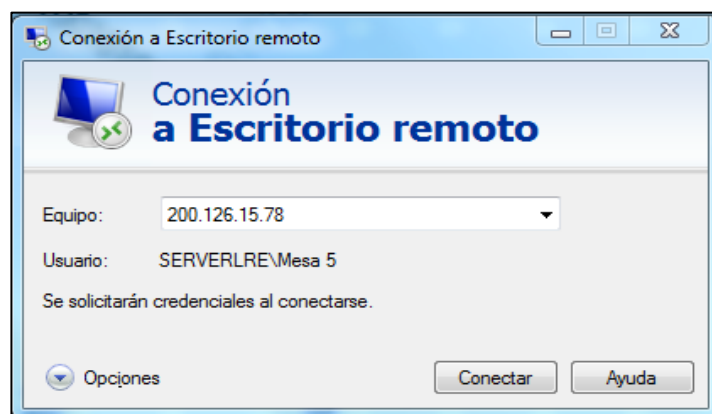 Conexión a Escritorio remoto
Conexión
a Escritorio remoto
Equipo: 200.126.15.78
Usuario: SERVERLRE\Mesa 5
Se solicitarán credenciales al conectarse.
Opciones Conectar Ayuda